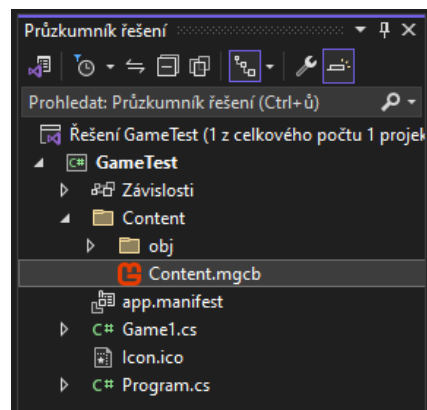 Průzkumník řešení
Prohledat: Průzkumník řešení (Ctrl+ů)
Řešení GameTest (1 z celkového počtu 1 projek
C# GameTest
Závislosti
Content
obj
Content.mgcb
app.manifest
C# Game1.cs
Icon.ico
C# Program.cs